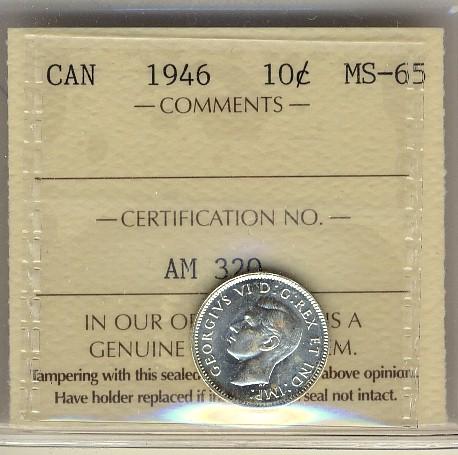 CAN 1946 10¢ MS-65
— COMMENTS —
— CERTIFICATION NO. —
AM 320
IN OUR IS A
GENUINE
Tampering with this sealed above opinion.
Have holder replaced if seal not intact.
GEORGIVS VI D:G:REX ET IND:IMP: